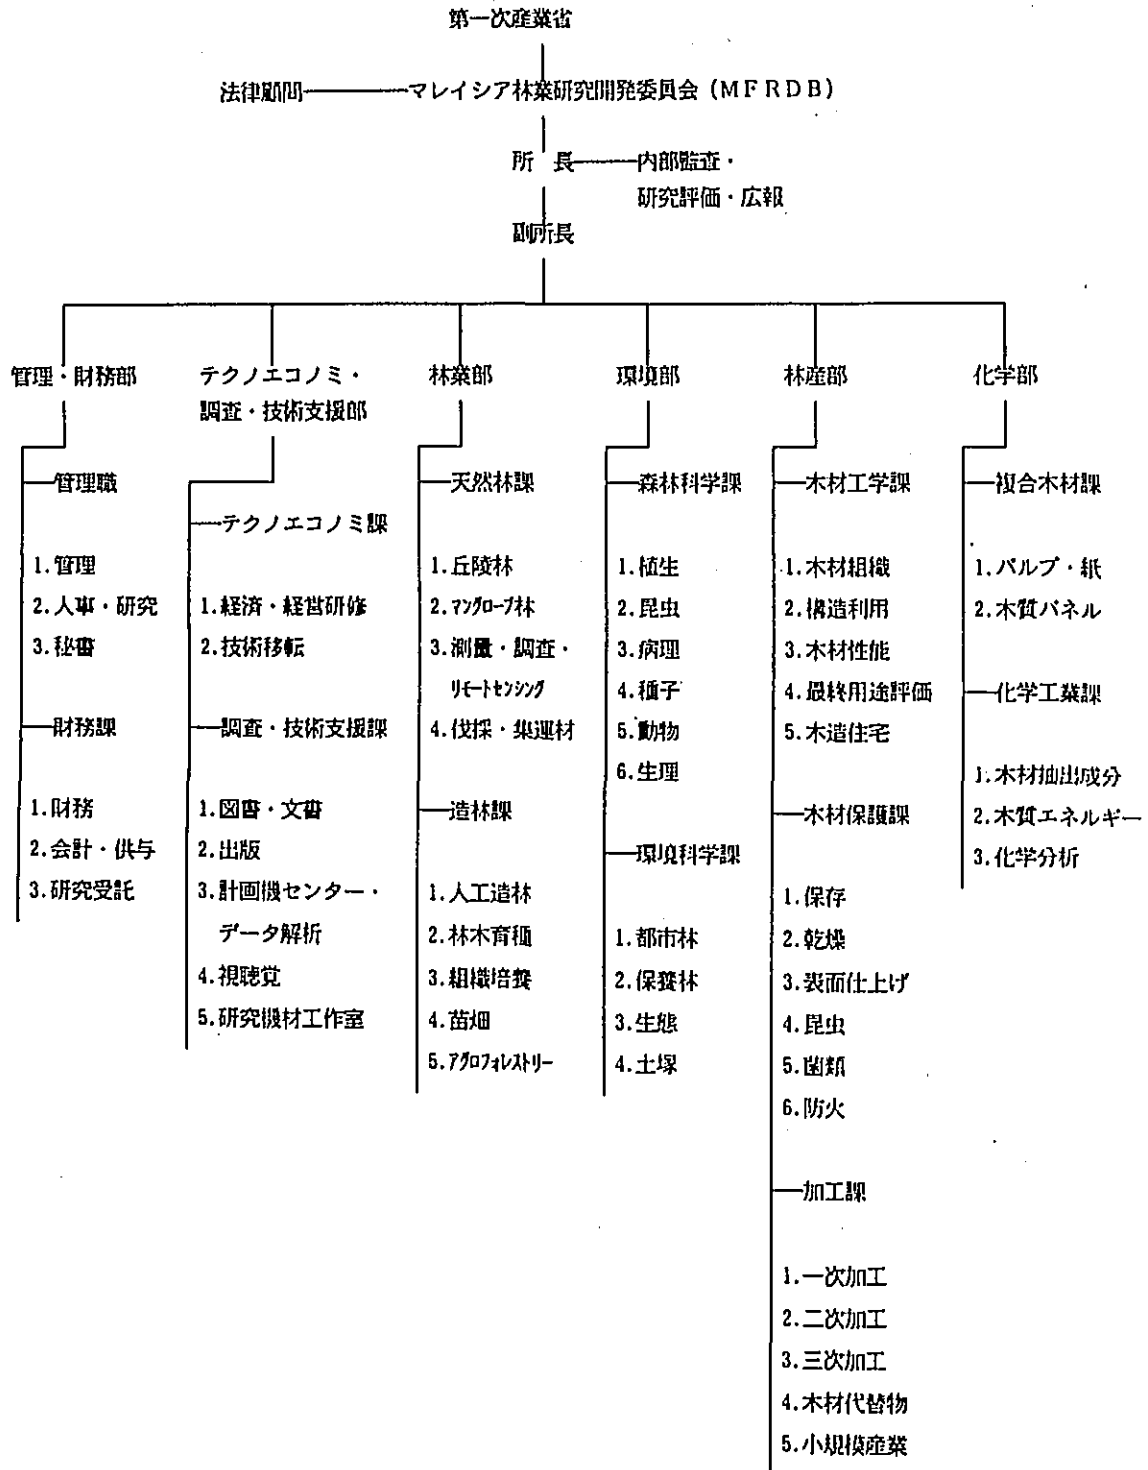 第一次産業省
法律顧問 マレイシア林業研究開発委員会 (MFRDB)
所 長 内部監査・
研究評価・広報
副所長
管理・財務部
テクノエコノミ・
調査・技術支援部
林業部
環境部
林産部
化学部
管理職
1.管理
2.人事・研究
3.秘書
財務課
1.財務
2.会計・供与
3.研究受託
テクノエコノミ課
1.経済・経営研修
2.技術移転
調査・技術支援課
1.図書・文書
2.出版
3.計画機センター・
データ解析
4.視聴覚
5.研究機材工作室
天然林課
1.丘陵林
2.マングローブ林
3.測量・調査・
リモートセンシング
4.伐採・集運材
造林課
1.人工造林
2.林木育種
3.組織培養
4.苗畑
5.アグロフォレストリー
森林科学課
1.植生
2.昆虫
3.病理
4.種子
5.動物
6.生理
環境科学課
1.都市林
2.保養林
3.生態
4.土塚
木材工学課
1.木材組織
2.構造利用
3.木材性能
4.最終用途評価
5.木造住宅
木材保護課
1.保存
2.乾燥
3.表面仕上げ
4.昆虫
5.菌類
6.防火
加工課
1.一次加工
2.二次加工
3.三次加工
4.木材代替物
5.小規模産業
複合木材課
1.パルプ・紙
2.木質パネル
化学工業課
1.木材抽出成分
2.木質エネルギー
3.化学分析